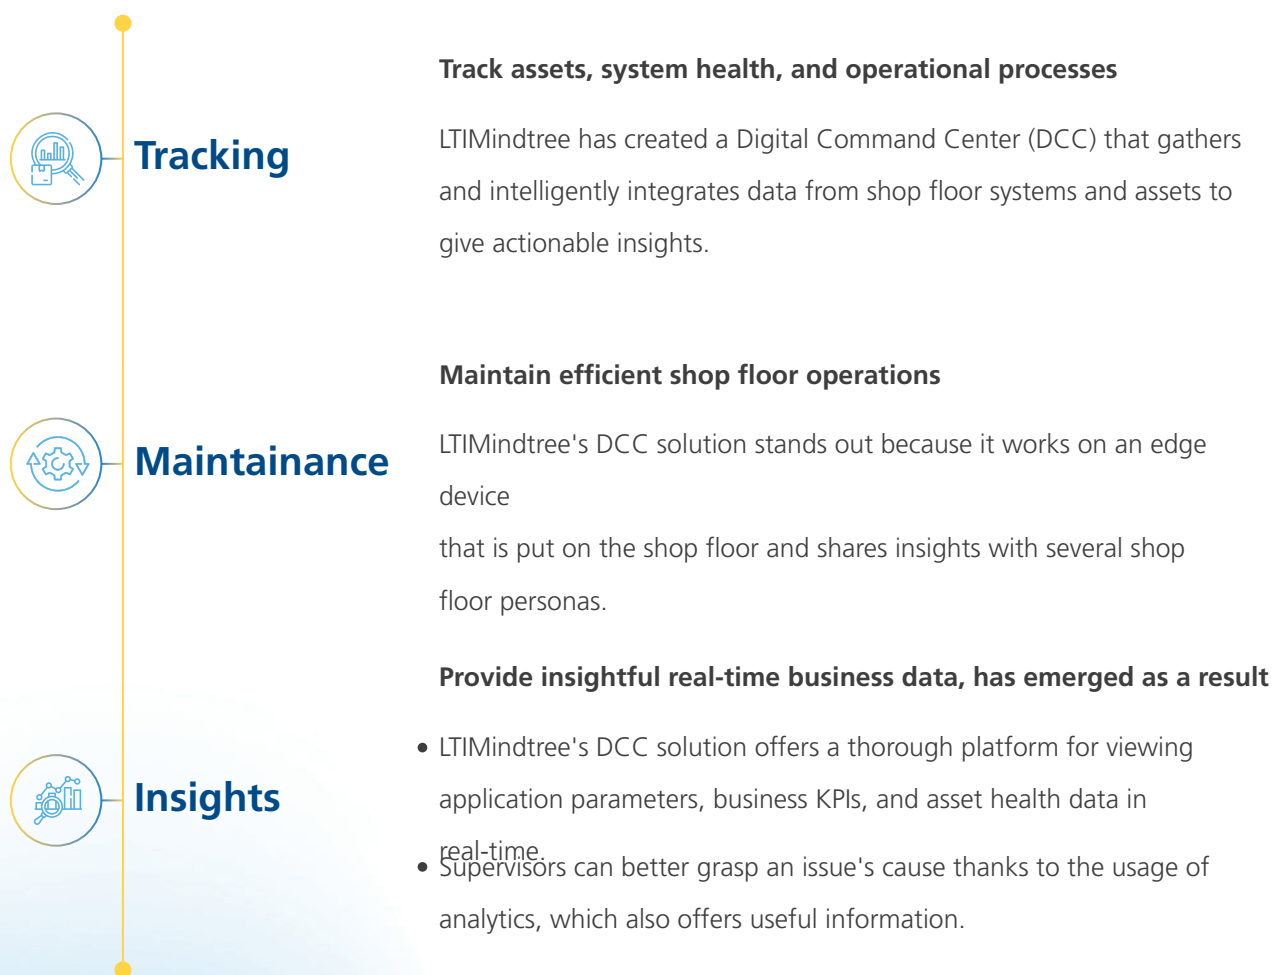 Track assets, system health, and operational processes
Tracking
LTIMindtree has created a Digital Command Center (DCC) that gathers
and intelligently integrates data from shop floor systems and assets to
give actionable insights.
Maintain efficient shop floor operations
Maintainance
LTIMindtree's DCC solution stands out because it works on an edge
device
that is put on the shop floor and shares insights with several shop
floor personas.
Provide insightful real-time business data, has emerged as a result
Insights
• LTIMindtree's DCC solution offers a thorough platform for viewing
application parameters, business KPIs, and asset health data in
real-time.
• Supervisors can better grasp an issue's cause thanks to the usage of
analytics, which also offers useful information.